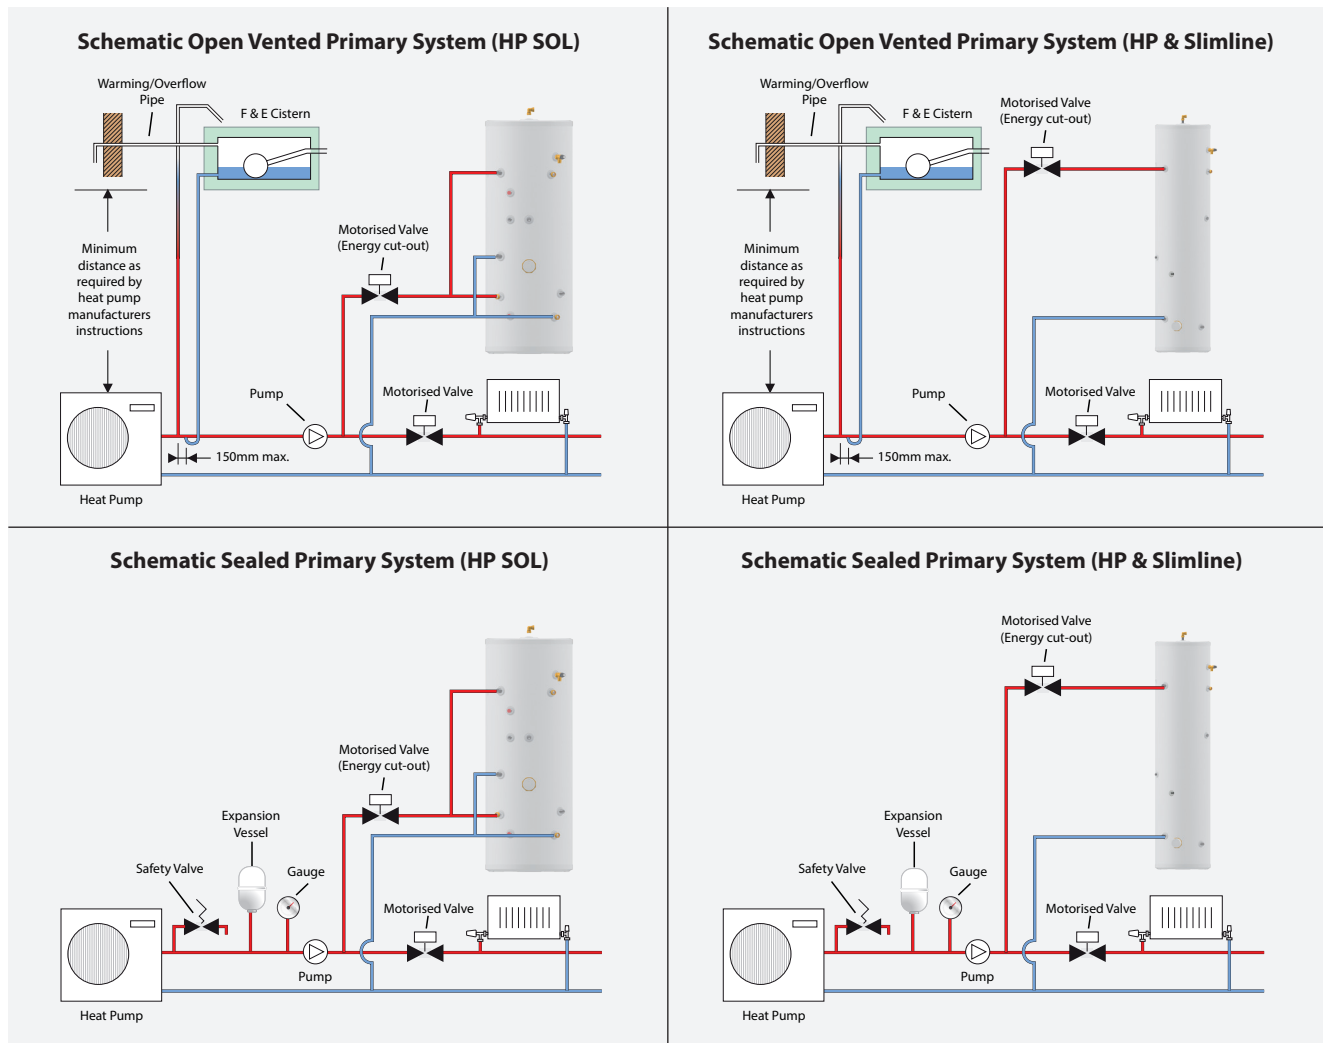 Schematic Open Vented Primary System (HP SOL)
Warming/Overflow
Pipe
F & E Cistern
Motorised Valve
(Energy cut-out)
Minimum
distance as
required by
heat pump
manufacturers
instructions
Pump
Motorised Valve
150mm max.
Heat Pump
Schematic Open Vented Primary System (HP & Slimline)
Warming/Overflow
Pipe
F & E Cistern
Motorised Valve
(Energy cut-out)
Minimum
distance as
required by
heat pump
manufacturers
instructions
Pump
Motorised Valve
150mm max.
Heat Pump
Schematic Sealed Primary System (HP SOL)
Motorised Valve
(Energy cut-out)
Expansion
Vessel
Safety Valve
Gauge
Motorised Valve
Pump
Heat Pump
Schematic Sealed Primary System (HP & Slimline)
Motorised Valve
(Energy cut-out)
Expansion
Vessel
Safety Valve
Gauge
Motorised Valve
Pump
Heat Pump